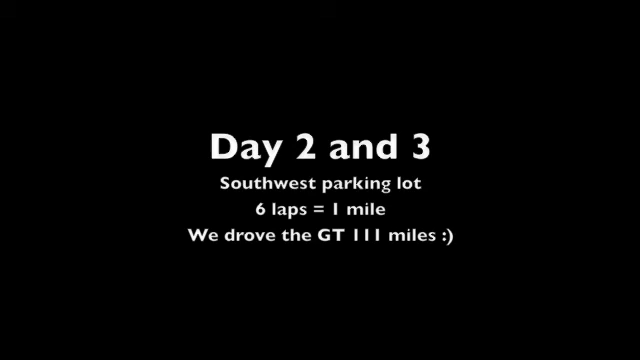 Day 2 and 3
Southwest parking lot
6 laps = 1 mile
We drove the GT 111 miles :)